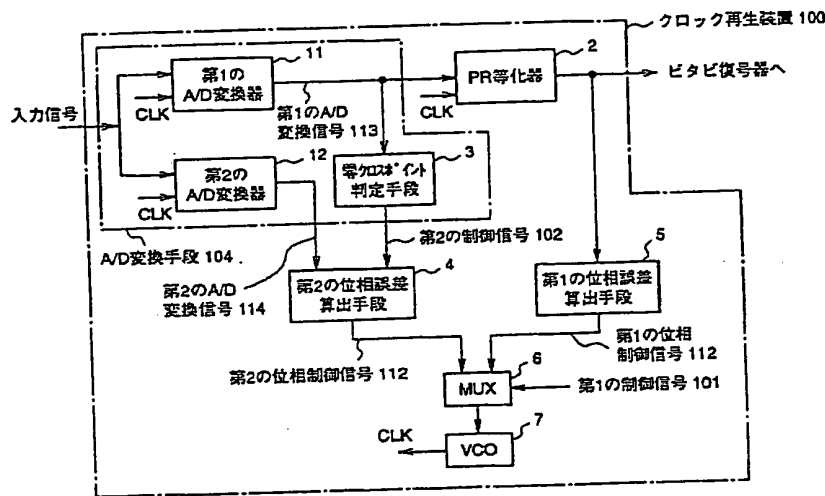 クロック再生装置 100
11
第1の
A/D変換器
CLK
2
PR等化器
CLK
ビタビ復号器へ
入力信号
第1のA/D
変換信号 113
12
第2の
A/D変換器
CLK
3
零クロスポイント
判定手段
A/D変換手段 104
第2の制御信号 102
第2のA/D
変換信号 114
4
第2の位相誤差
算出手段
5
第1の位相誤差
算出手段
第2の位相制御信号 112
第1の位相
制御信号 112
6
MUX
第1の制御信号 101
7
VCO
CLK